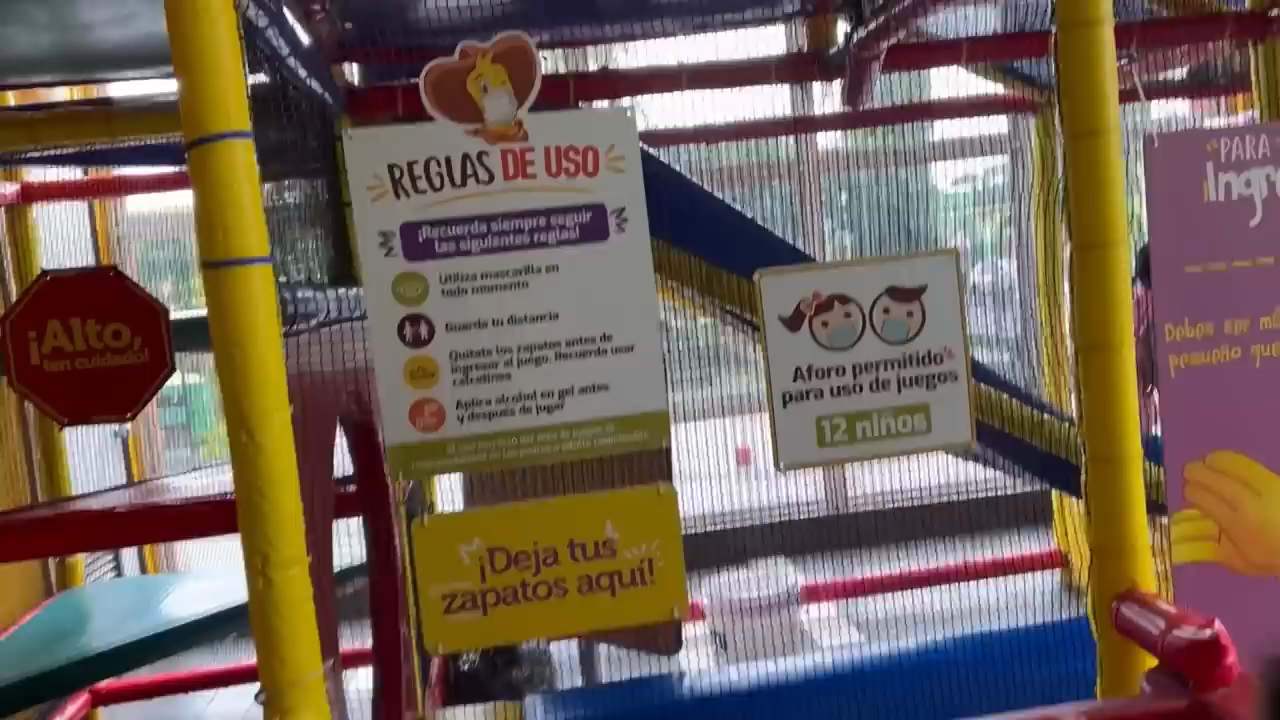 ¡Alto,
ten cuidado!
REGLAS DE USO
¡Recuerda siempre seguir
las siguientes reglas!
Utiliza mascarilla en
todo momento
Guarda tu distancia
Quítate los zapatos antes de
ingresar al juego. Recuerda usar
calcetines
Aplica alcohol en gel antes
y después de jugar
¡Deja tus
zapatos aquí!
Aforo permitido
para uso de juegos
12 niños
"PARA
Ingr
Debes ser m
pequeño que